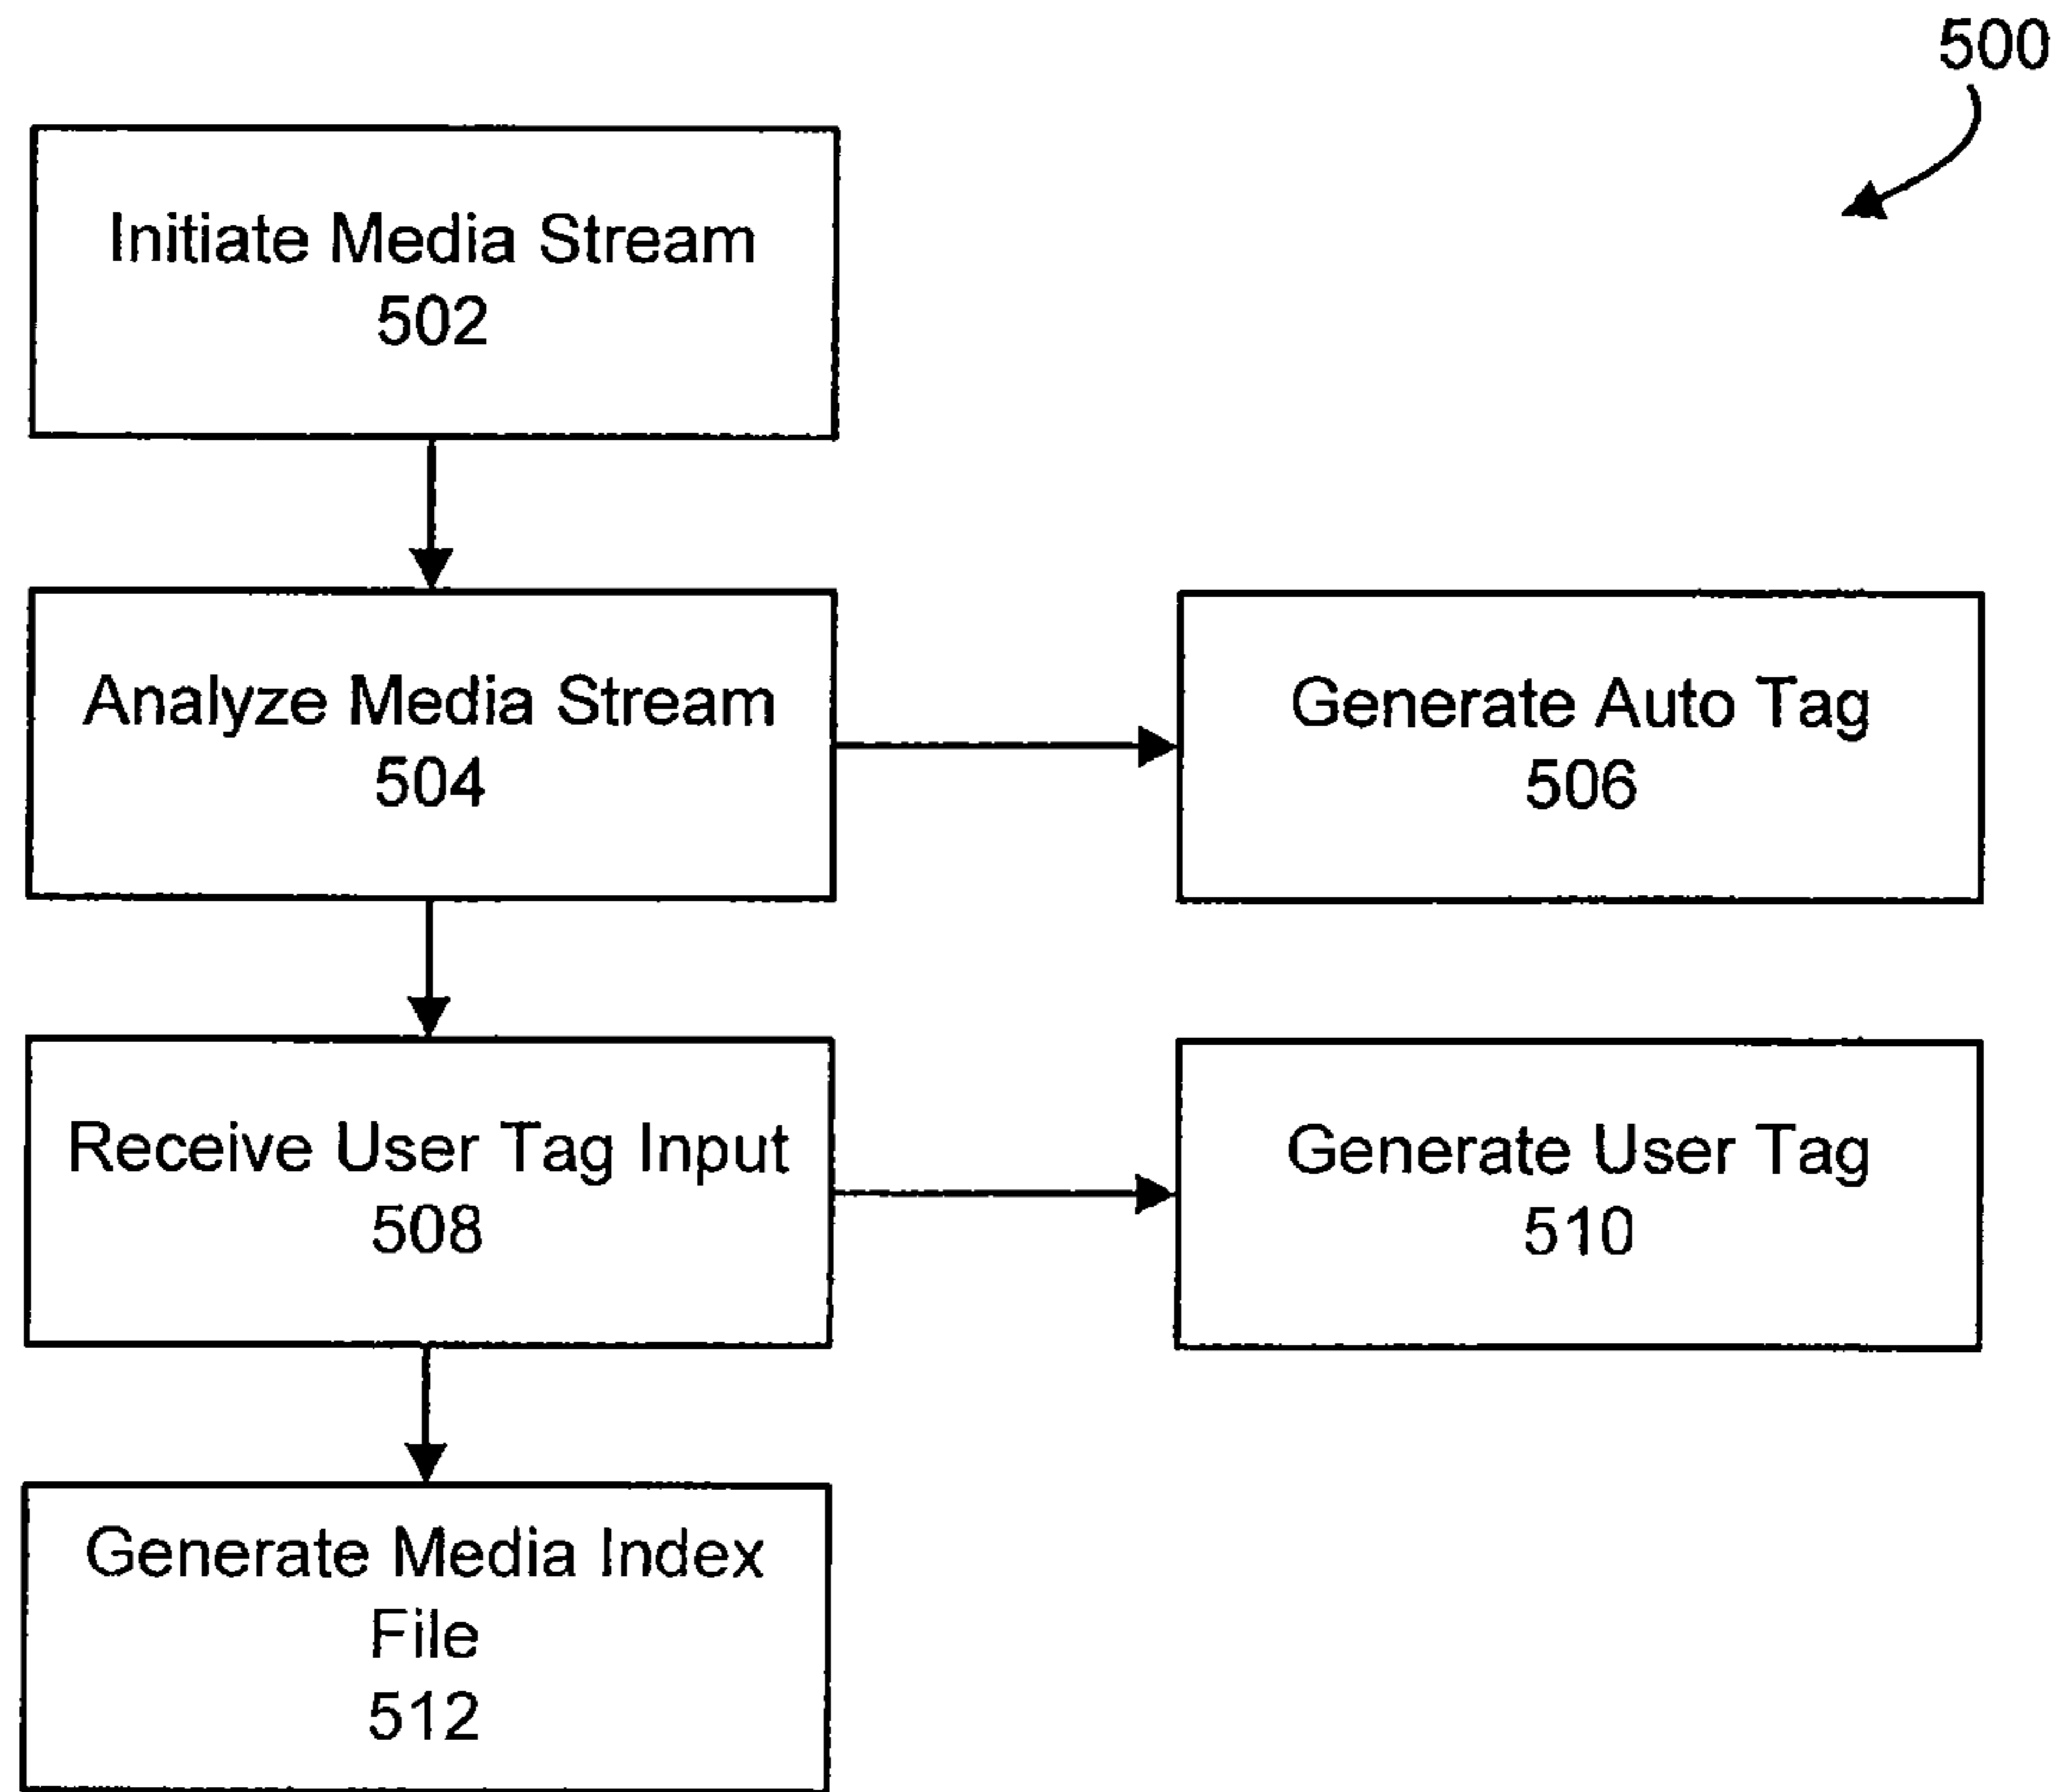 500
Initiate Media Stream
502
Analyze Media Stream
504
Generate Auto Tag
506
Receive User Tag Input
508
Generate User Tag
510
Generate Media Index
File
512